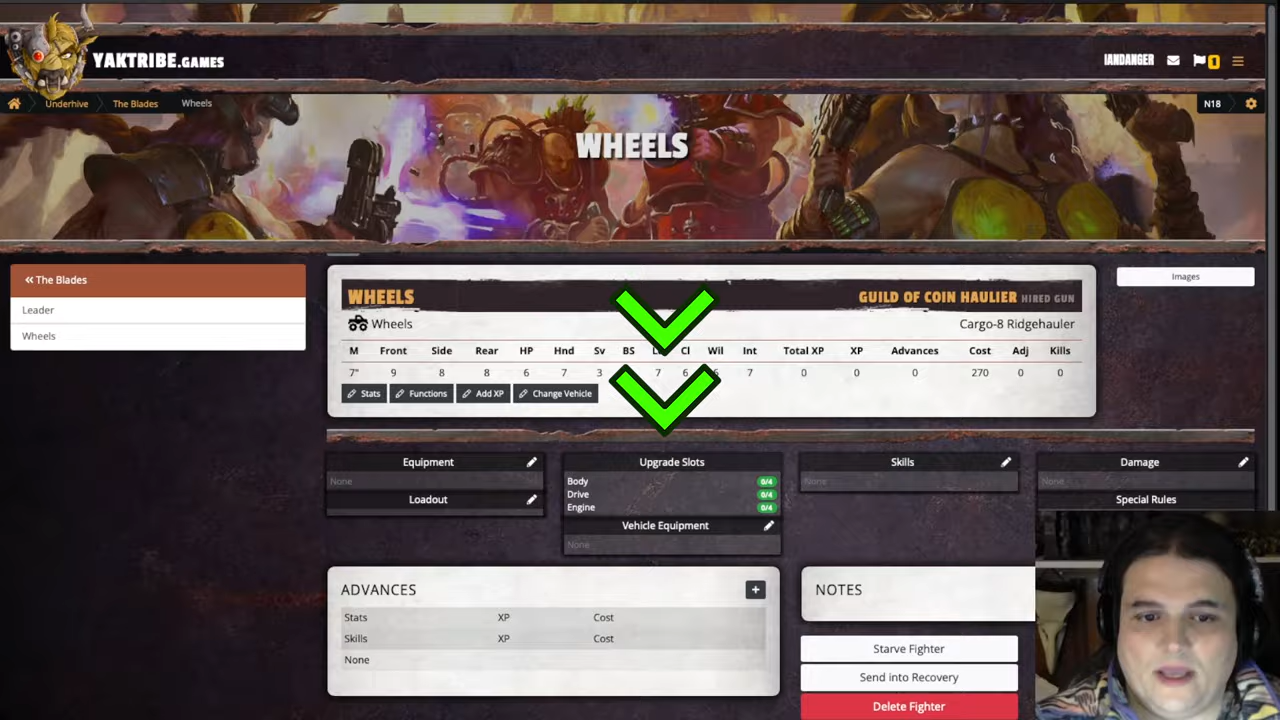 YAKTRIBE.GAMES
IANDANGER
0
Underhive
The Blades
Wheels
N18
WHEELS
The Blades
Leader
Wheels
Images
WHEELS
GUILD OF COIN HAULIER HIRED GUN
Wheels
Cargo-8 Ridgehauler
M Front Side Rear HP Hnd Sv BS Cl Wil Int Total XP XP Advances Cost Adj Kills
7" 9 8 8 6 7 3 7 6 7 0 0 0 270 0 0
Stats Functions Add XP Change Vehicle
Equipment
None
Loadout
Upgrade Slots
Body 0/4
Drive 0/4
Engine 0/4
Vehicle Equipment
None
Skills
None
Damage
None
Special Rules
ADVANCES
Stats XP Cost
Skills XP Cost
None
NOTES
Starve Fighter
Send into Recovery
Delete Fighter